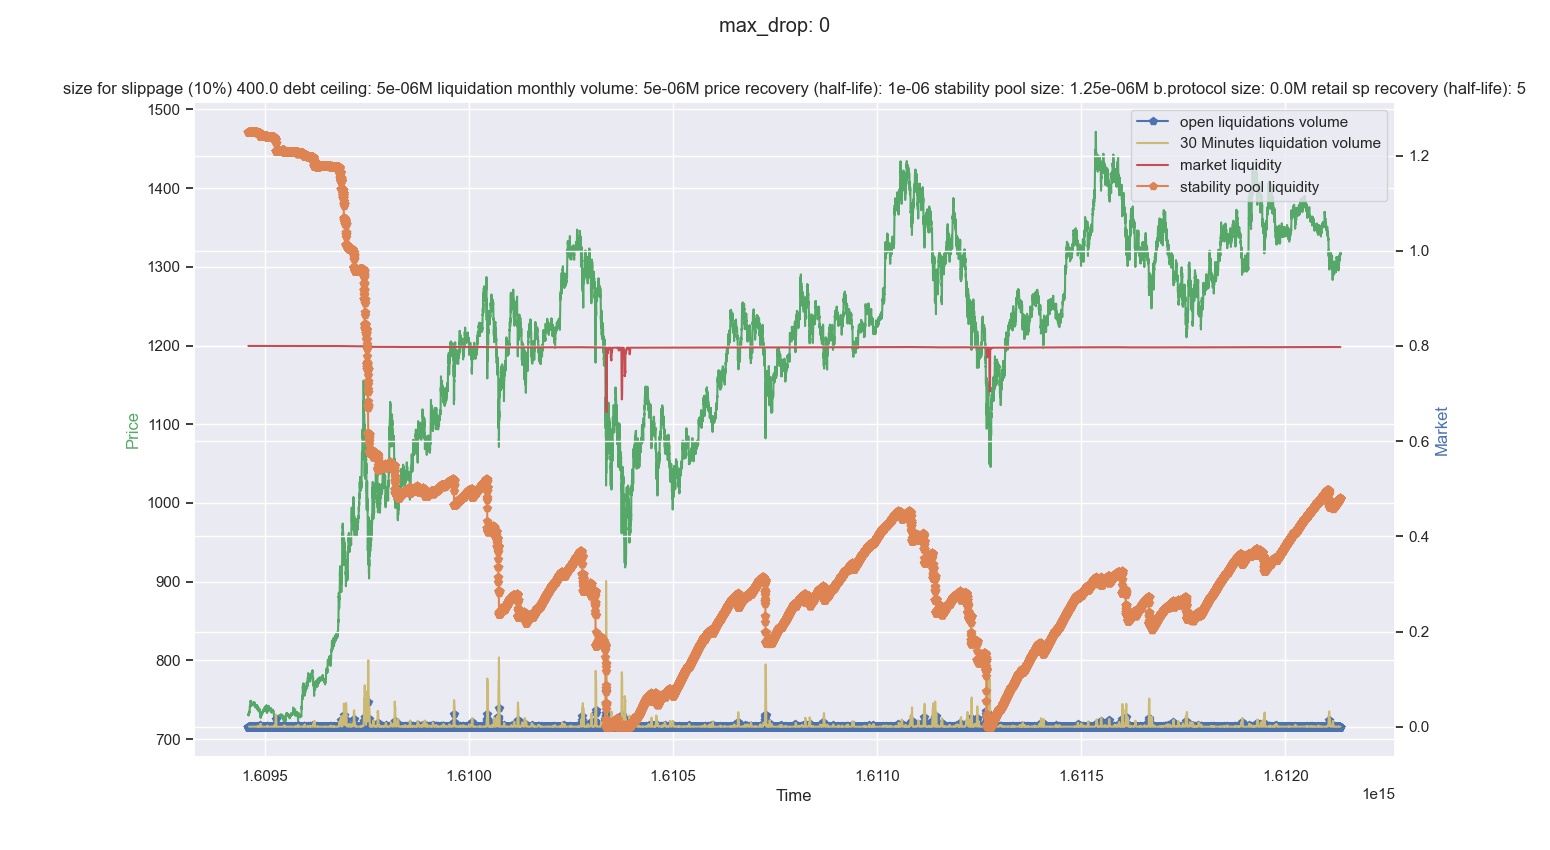 max_drop: 0
size for slippage (10%) 400.0 debt ceiling: 5e-06M liquidation monthly volume: 5e-06M price recovery (half-life): 1e-06 stability pool size: 1.25e-06M b.protocol size: 0.0M retail sp recovery (half-life): 5
open liquidations volume
30 Minutes liquidation volume
market liquidity
stability pool liquidity
Price
1500
1400
1300
1200
1100
1000
900
800
700
Market
1.2
1.0
0.8
0.6
0.4
0.2
0.0
1.6095 1.6100 1.6105 1.6110 1.6115 1.6120
Time
1e15